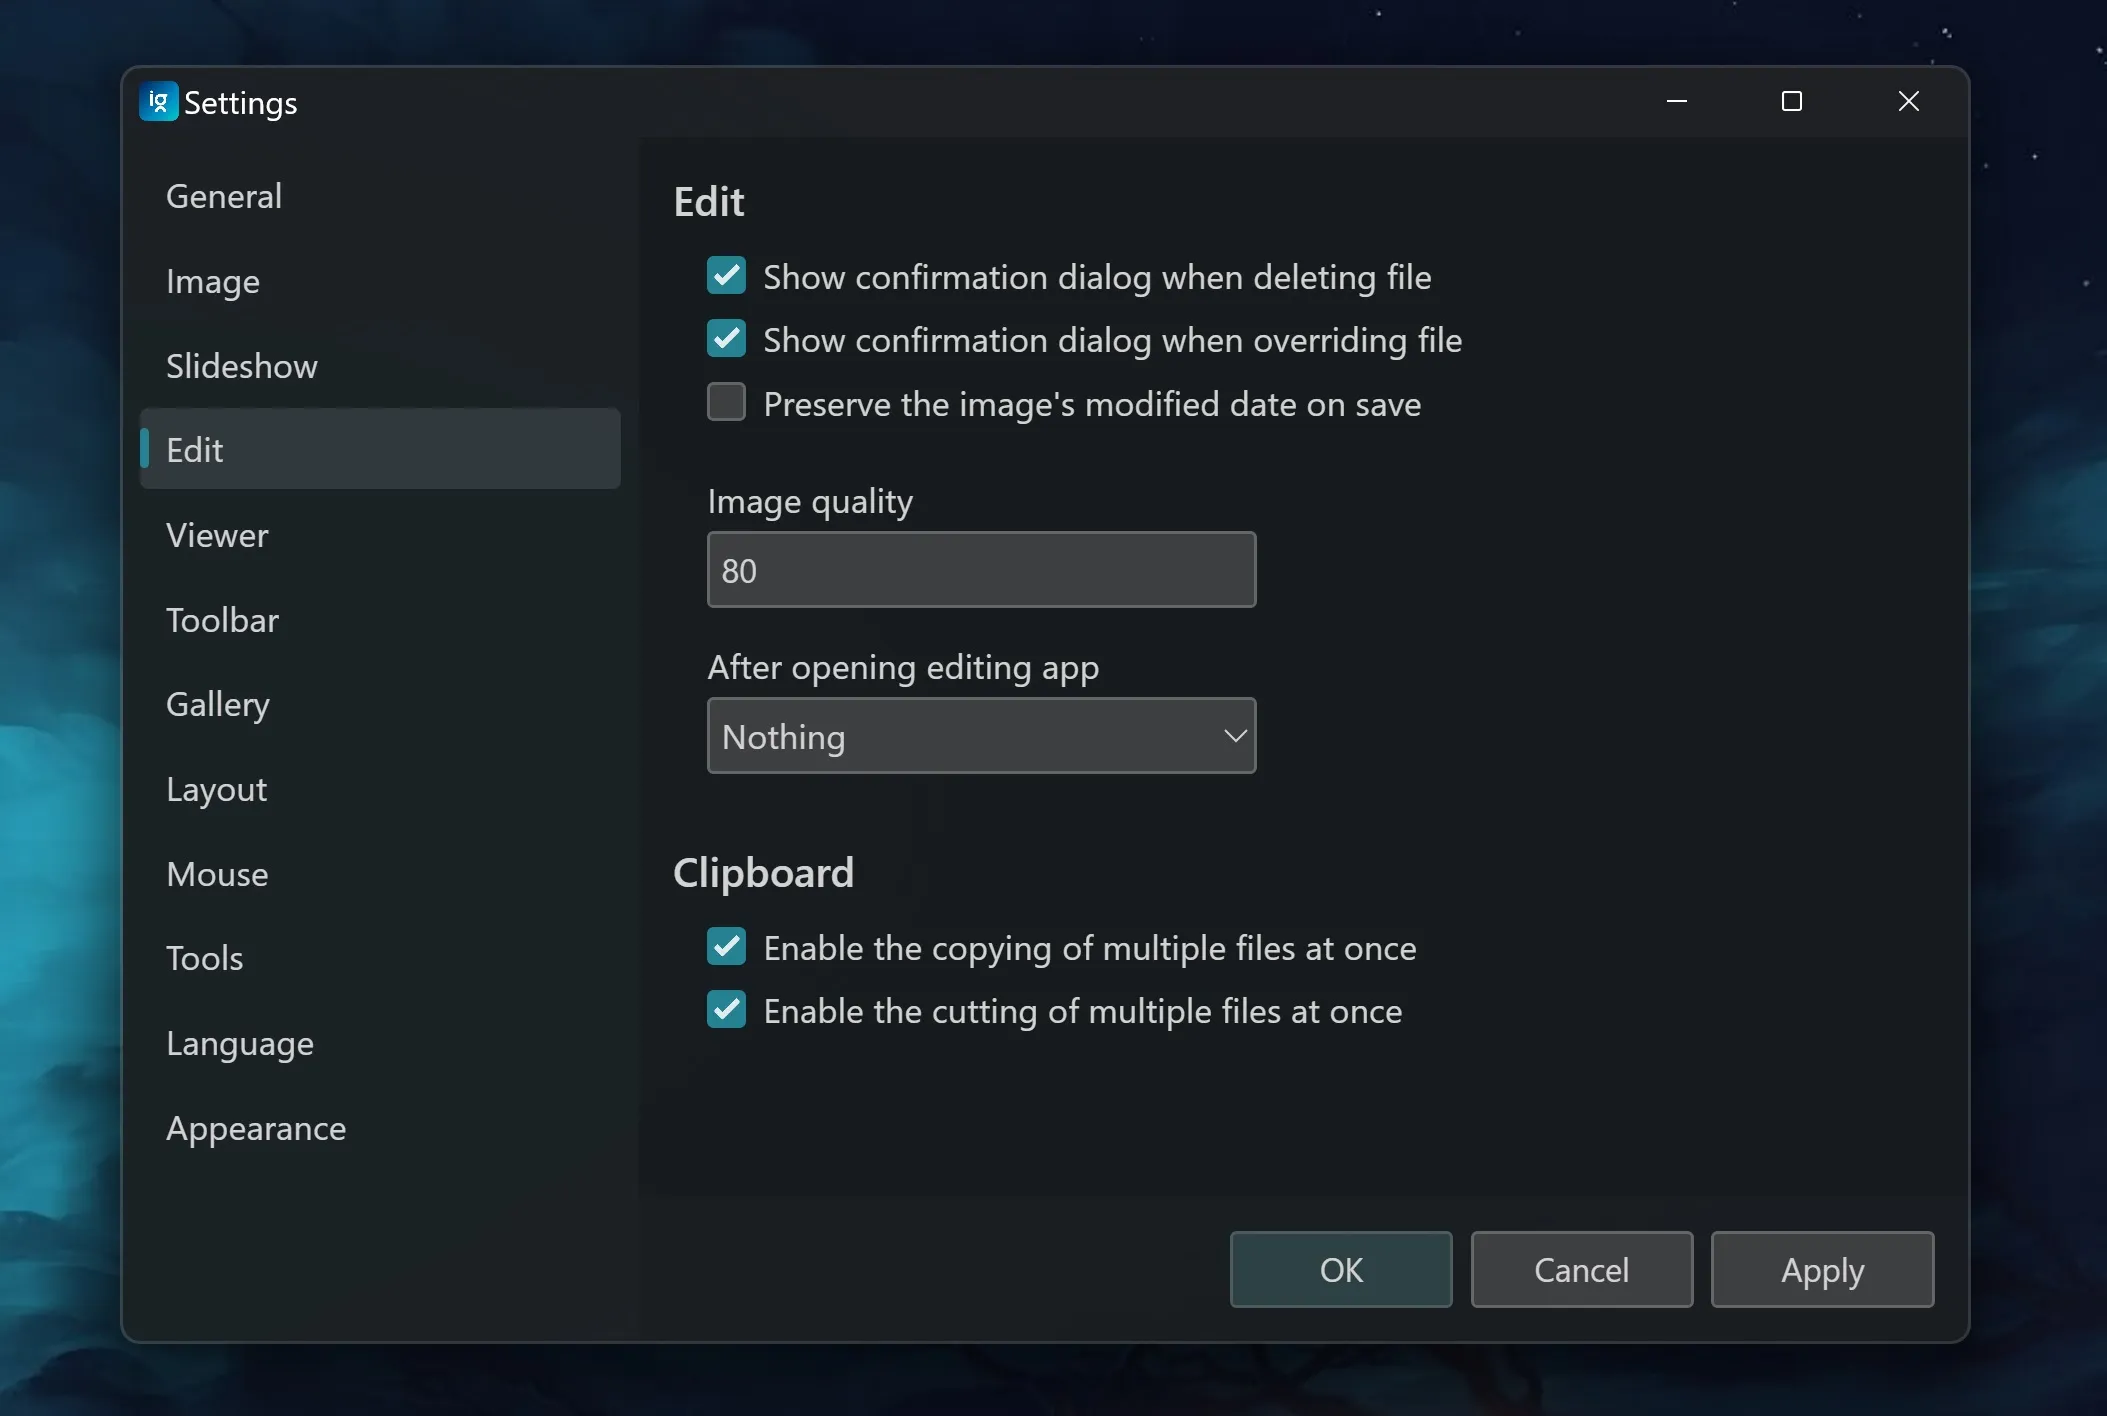 ig Settings
General
Image
Slideshow
Edit
Viewer
Toolbar
Gallery
Layout
Mouse
Tools
Language
Appearance
Edit
Show confirmation dialog when deleting file
Show confirmation dialog when overriding file
Preserve the image's modified date on save
Image quality
80
After opening editing app
Nothing
Clipboard
Enable the copying of multiple files at once
Enable the cutting of multiple files at once
OK
Cancel
Apply